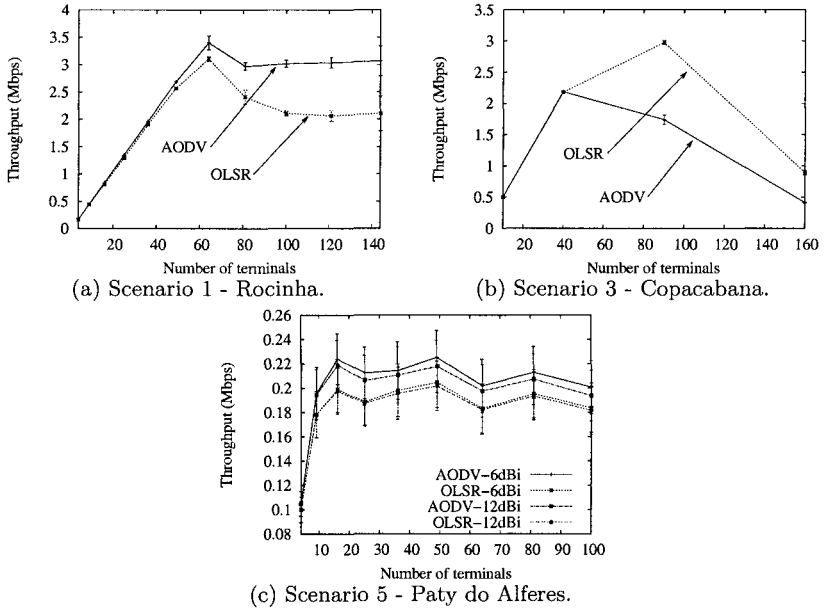 Throughput (Mbps)
4
3.5
3
2.5
2
1.5
1
0.5
0
20 40 60 80 100 120 140
Number of terminals
AODV
OLSR
(a) Scenario 1 - Rocinha.
Throughput (Mbps)
3.5
3
2.5
2
1.5
1
0.5
0
20 40 60 80 100 120 140 160
Number of terminals
OLSR
AODV
(b) Scenario 3 - Copacabana.
Throughput (Mbps)
0.26
0.24
0.22
0.2
0.18
0.16
0.14
0.12
0.1
0.08
10 20 30 40 50 60 70 80 90 100
Number of terminals
AODV-6dBi
OLSR-6dBi
AODV-12dBi
OLSR-12dBi
(c) Scenario 5 - Paty do Alferes.